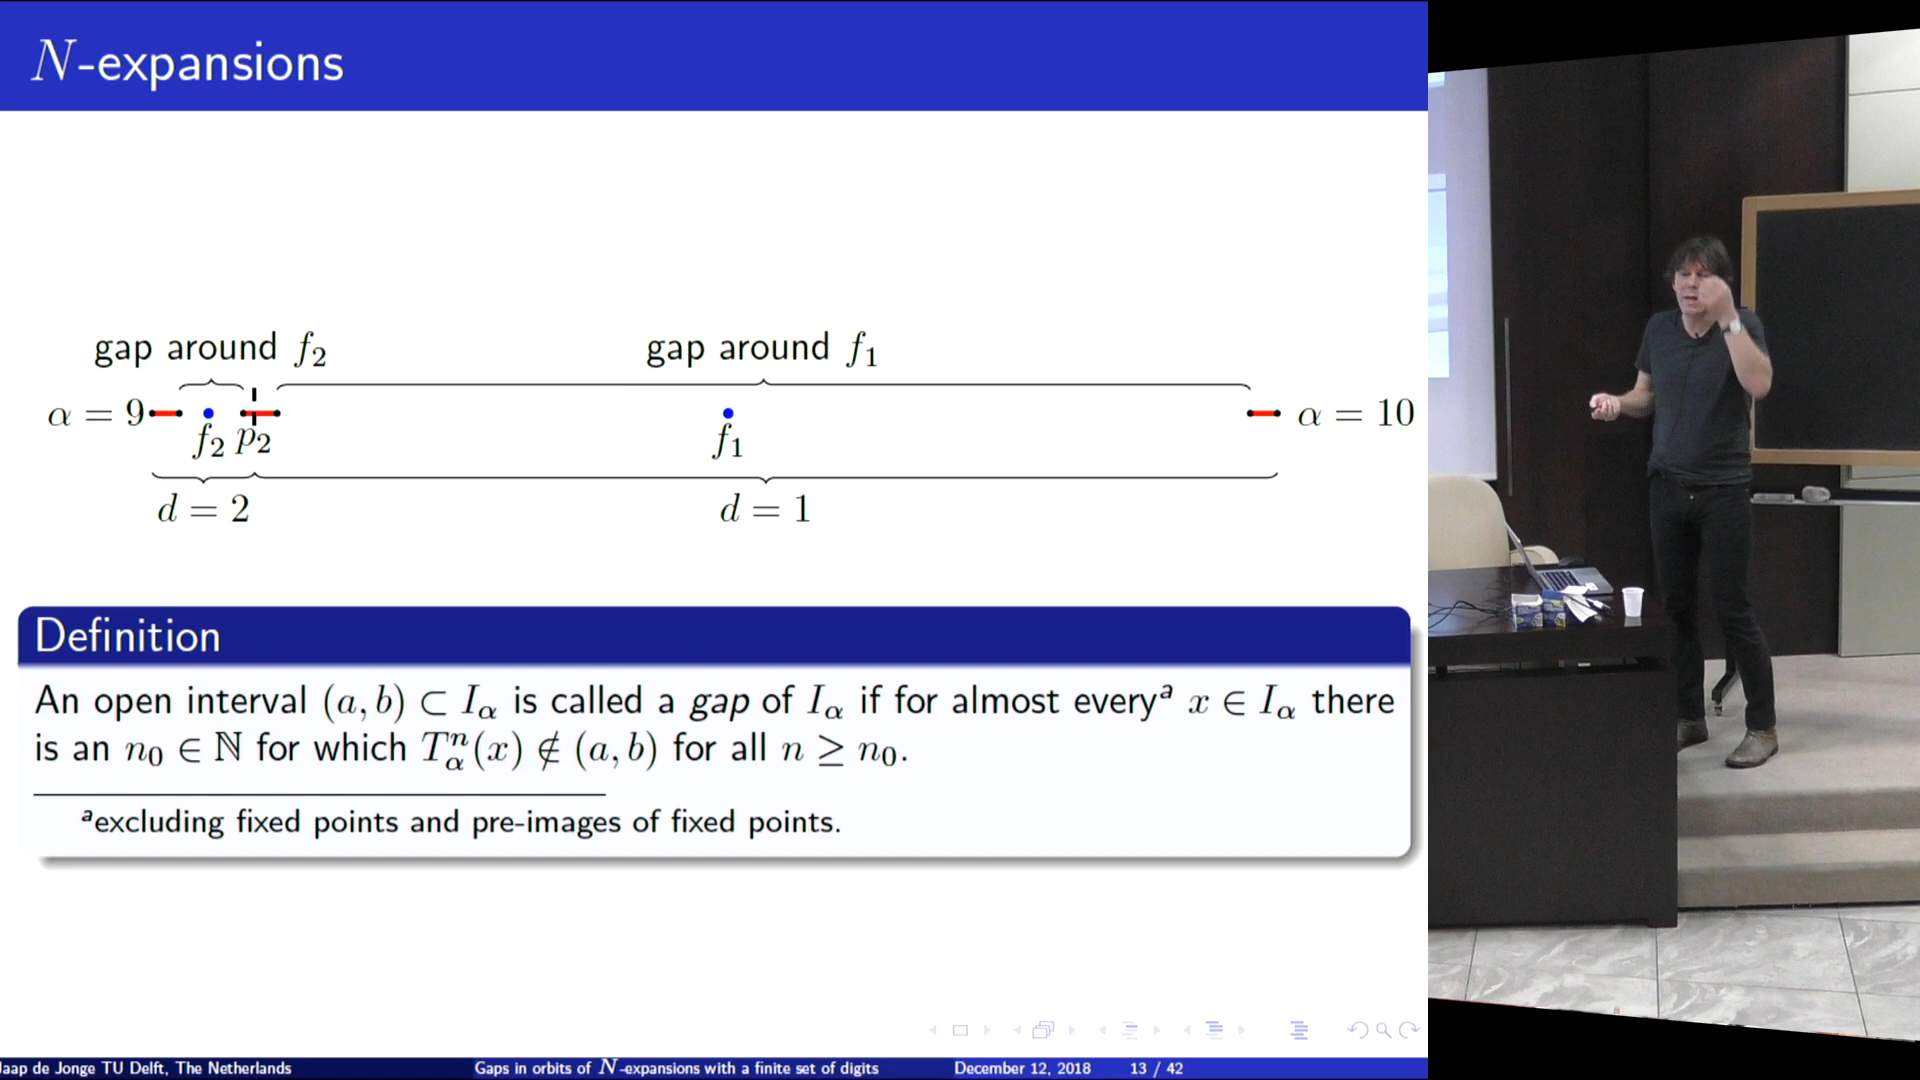 N-expansions
gap around f₂
gap around f₁
α = 9
f₂
p₂
f₁
α = 10
d = 2
d = 1
Definition
An open interval (a, b) ⊂ I_α is called a gap of I_α if for almost everyᵃ x ∈ I_α there
is an n₀ ∈ ℕ for which T_α^n(x) ∉ (a, b) for all n ≥ n₀.
ᵃexcluding fixed points and pre-images of fixed points.
Jaap de Jonge TU Delft, The Netherlands
Gaps in orbits of N-expansions with a finite set of digits
December 12, 2018
13 / 42